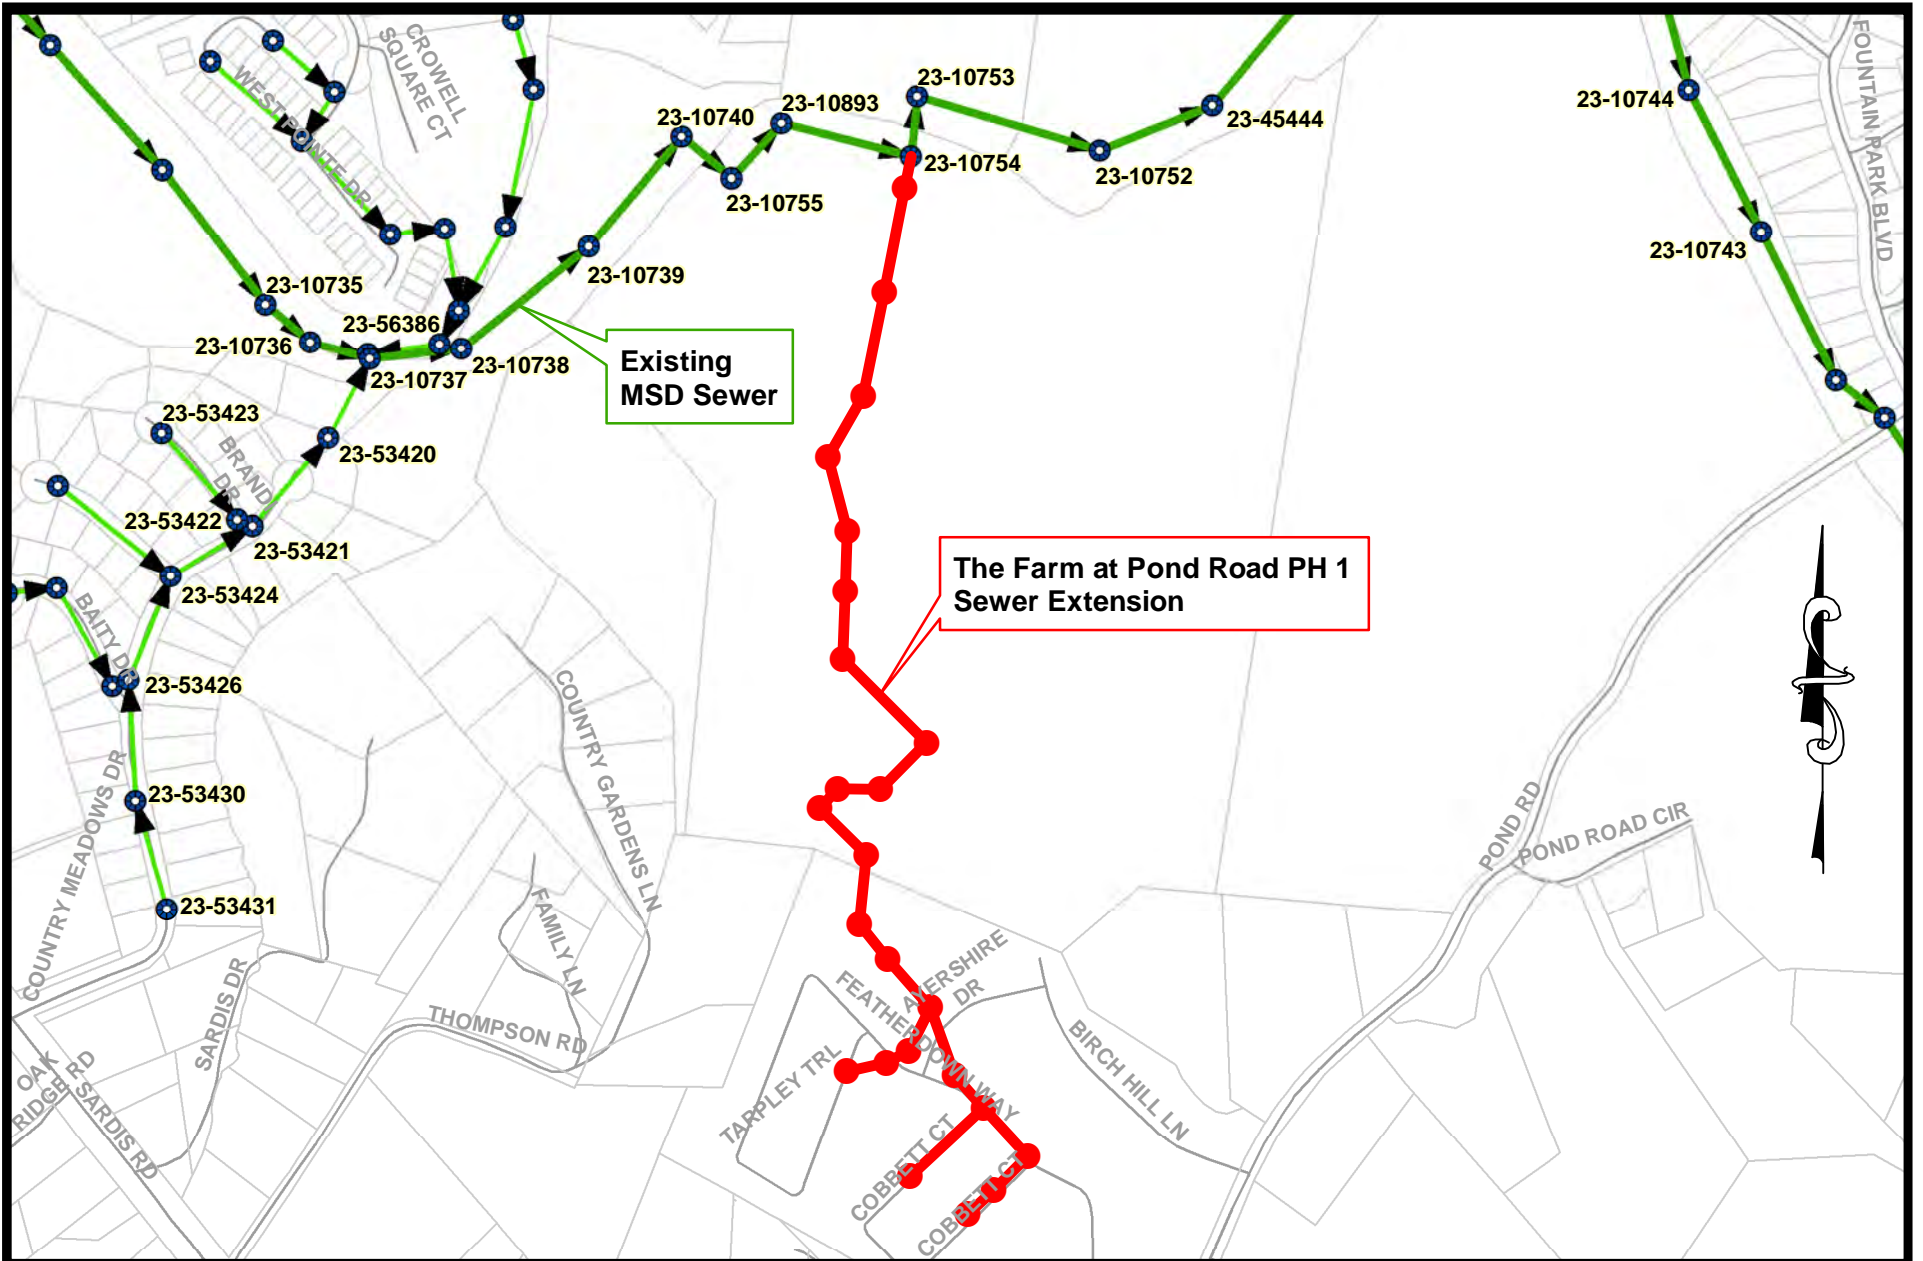 CROWELL
SQUARE CT
WESTPOINTE DR
FOUNTAIN PARK BLVD
23-10753
23-10740
23-10893
23-45444
23-10744
23-10754
23-10752
23-10755
23-10743
23-10739
23-10735
23-56386
23-10736
23-10737
23-10738
Existing
MSD Sewer
23-53423
23-53420
BRAND
DR
23-53422
23-53421
The Farm at Pond Road PH 1
Sewer Extension
23-53424
BAITY DR
23-53426
COUNTRY GARDENS LN
COUNTRY MEADOWS DR
23-53430
POND RD
POND ROAD CIR
23-53431
FAMILY LN
SARDIS DR
THOMPSON RD
AYERSHIRE
DR
FEATHERDOWN WAY
BIRCH HILL LN
TARPLEY TRL
OAK
RIDGE RD
SARDIS RD
COBBETT CT
COBBETT CT